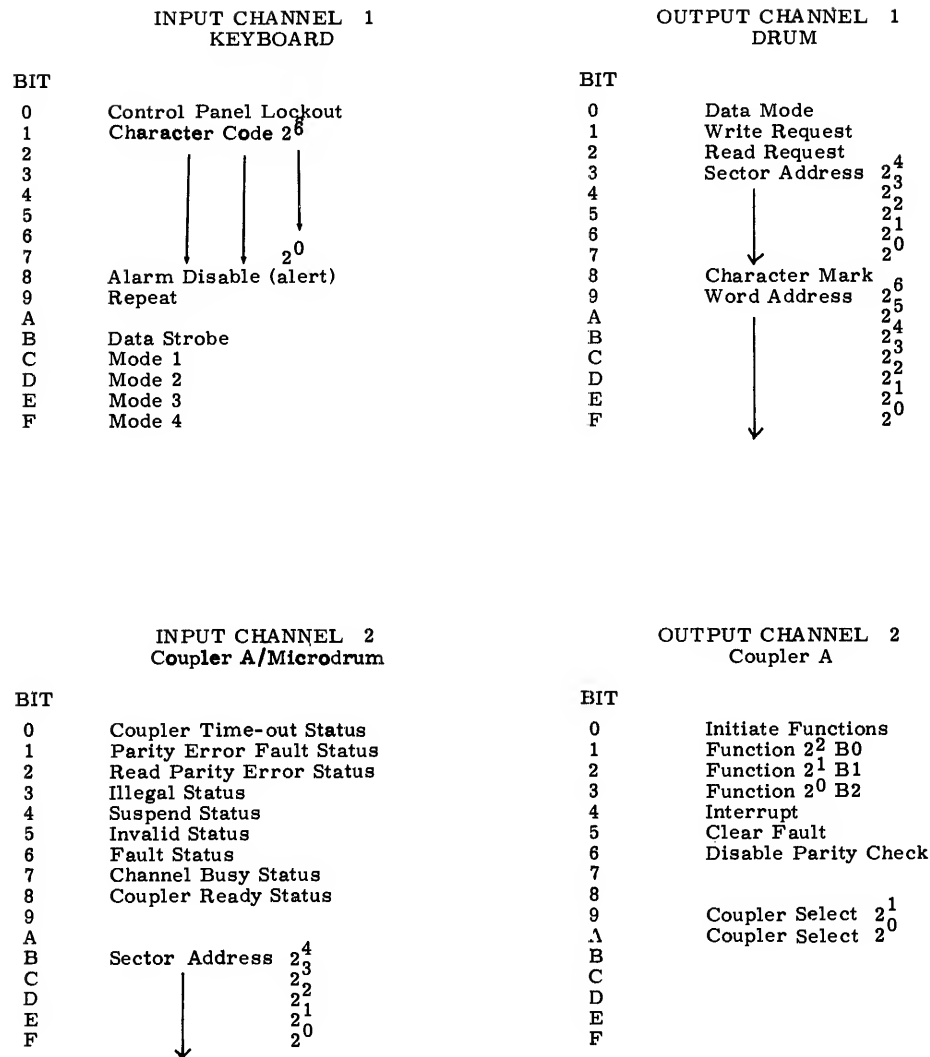 INPUT CHANNEL 1
KEYBOARD
BIT
0 Control Panel Lockout
1 Character Code 2^6
2
3
4
5
6
7 2^0
8 Alarm Disable (alert)
9 Repeat
A
B Data Strobe
C Mode 1
D Mode 2
E Mode 3
F Mode 4
OUTPUT CHANNEL 1
DRUM
BIT
0 Data Mode
1 Write Request
2 Read Request
3 Sector Address 2^4
4 2^3
5 2^2
6 2^1
7 2^0
8 Character Mark
9 Word Address 2^6
A 2^5
B 2^4
C 2^3
D 2^2
E 2^1
F 2^0
INPUT CHANNEL 2
Coupler A/Microdrum
BIT
0 Coupler Time-out Status
1 Parity Error Fault Status
2 Read Parity Error Status
3 Illegal Status
4 Suspend Status
5 Invalid Status
6 Fault Status
7 Channel Busy Status
8 Coupler Ready Status
9
A
B Sector Address 2^4
C 2^3
D 2^2
E 2^1
F 2^0
OUTPUT CHANNEL 2
Coupler A
BIT
0 Initiate Functions
1 Function 2^2 B0
2 Function 2^1 B1
3 Function 2^0 B2
4 Interrupt
5 Clear Fault
6 Disable Parity Check
7
8
9 Coupler Select 2^1
A Coupler Select 2^0
B
C
D
E
F